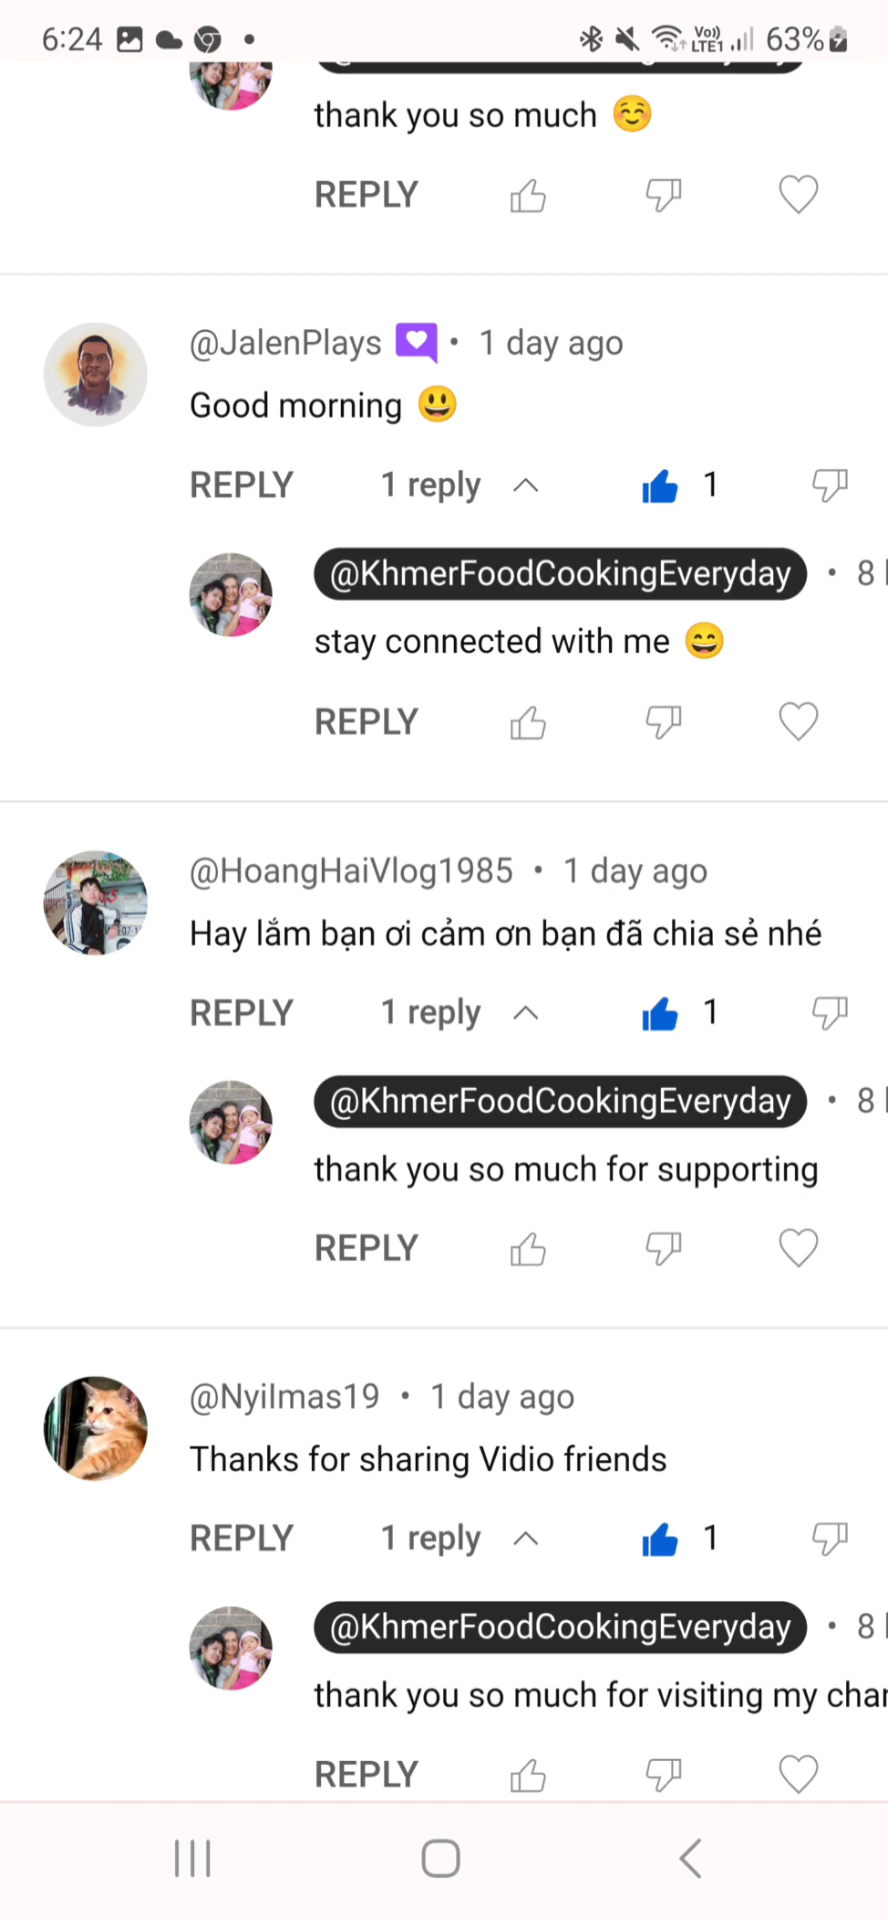 6:24 Vo)) LTE1 63%
thank you so much ☺️
REPLY
@JalenPlays • 1 day ago
Good morning 😃
REPLY 1 reply 1
@KhmerFoodCookingEveryday • 8
stay connected with me 😄
REPLY
@HoangHaiVlog1985 • 1 day ago
Hay lắm bạn ơi cảm ơn bạn đã chia sẻ nhé
REPLY 1 reply 1
@KhmerFoodCookingEveryday • 8
thank you so much for supporting
REPLY
@Nyilmas19 • 1 day ago
Thanks for sharing Vidio friends
REPLY 1 reply 1
@KhmerFoodCookingEveryday • 8
thank you so much for visiting my
REPLY